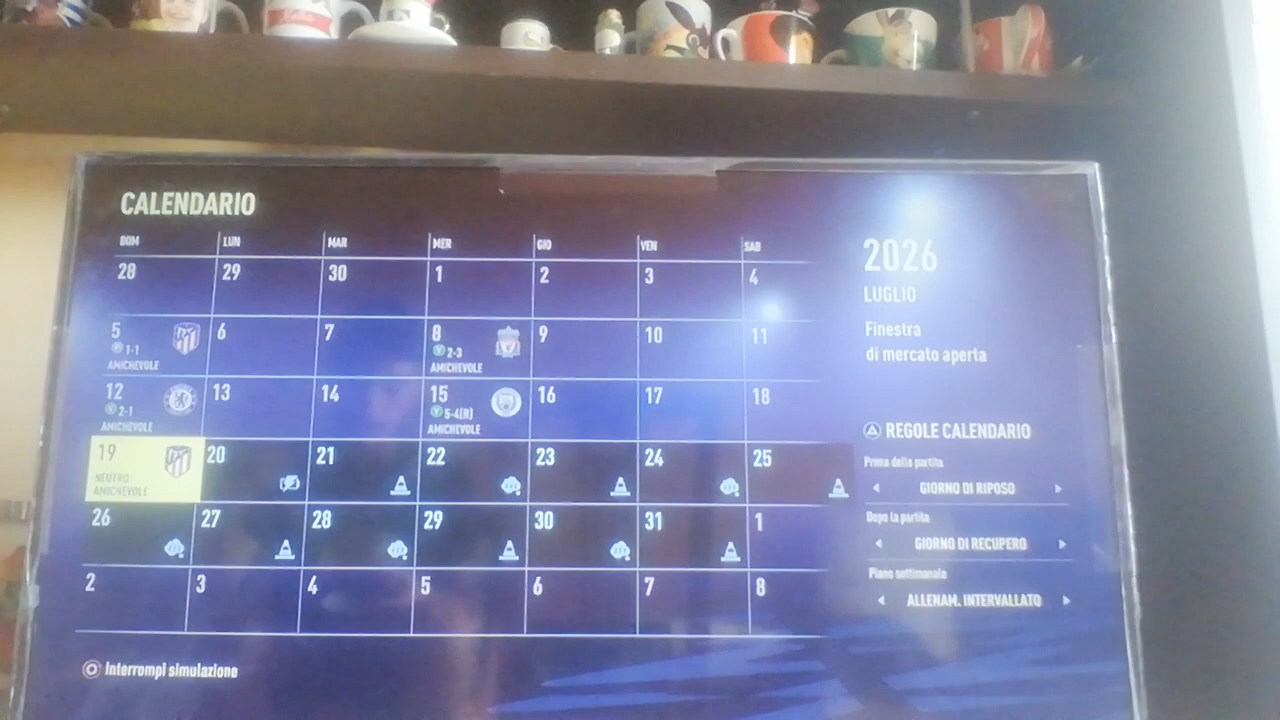 CALENDARIO
DOM LUN MAR MER GIO VEN SAB
28 29 30 1 2 3 4
5 6 7 8 9 10 11
1-1 2-3
AMICHEVOLE AMICHEVOLE
12 13 14 15 16 17 18
2-1 5-4(R)
AMICHEVOLE AMICHEVOLE
19 20 21 22 23 24 25
NEUTRO
AMICHEVOLE
26 27 28 29 30 31 1
2 3 4 5 6 7 8
Interrompi simulazione
2026
LUGLIO
Finestra
di mercato aperta
REGOLE CALENDARIO
Prima della partita
GIORNO DI RIPOSO
Dopo la partita
GIORNO DI RECUPERO
Piano settimanale
ALLENAM. INTERVALLATO